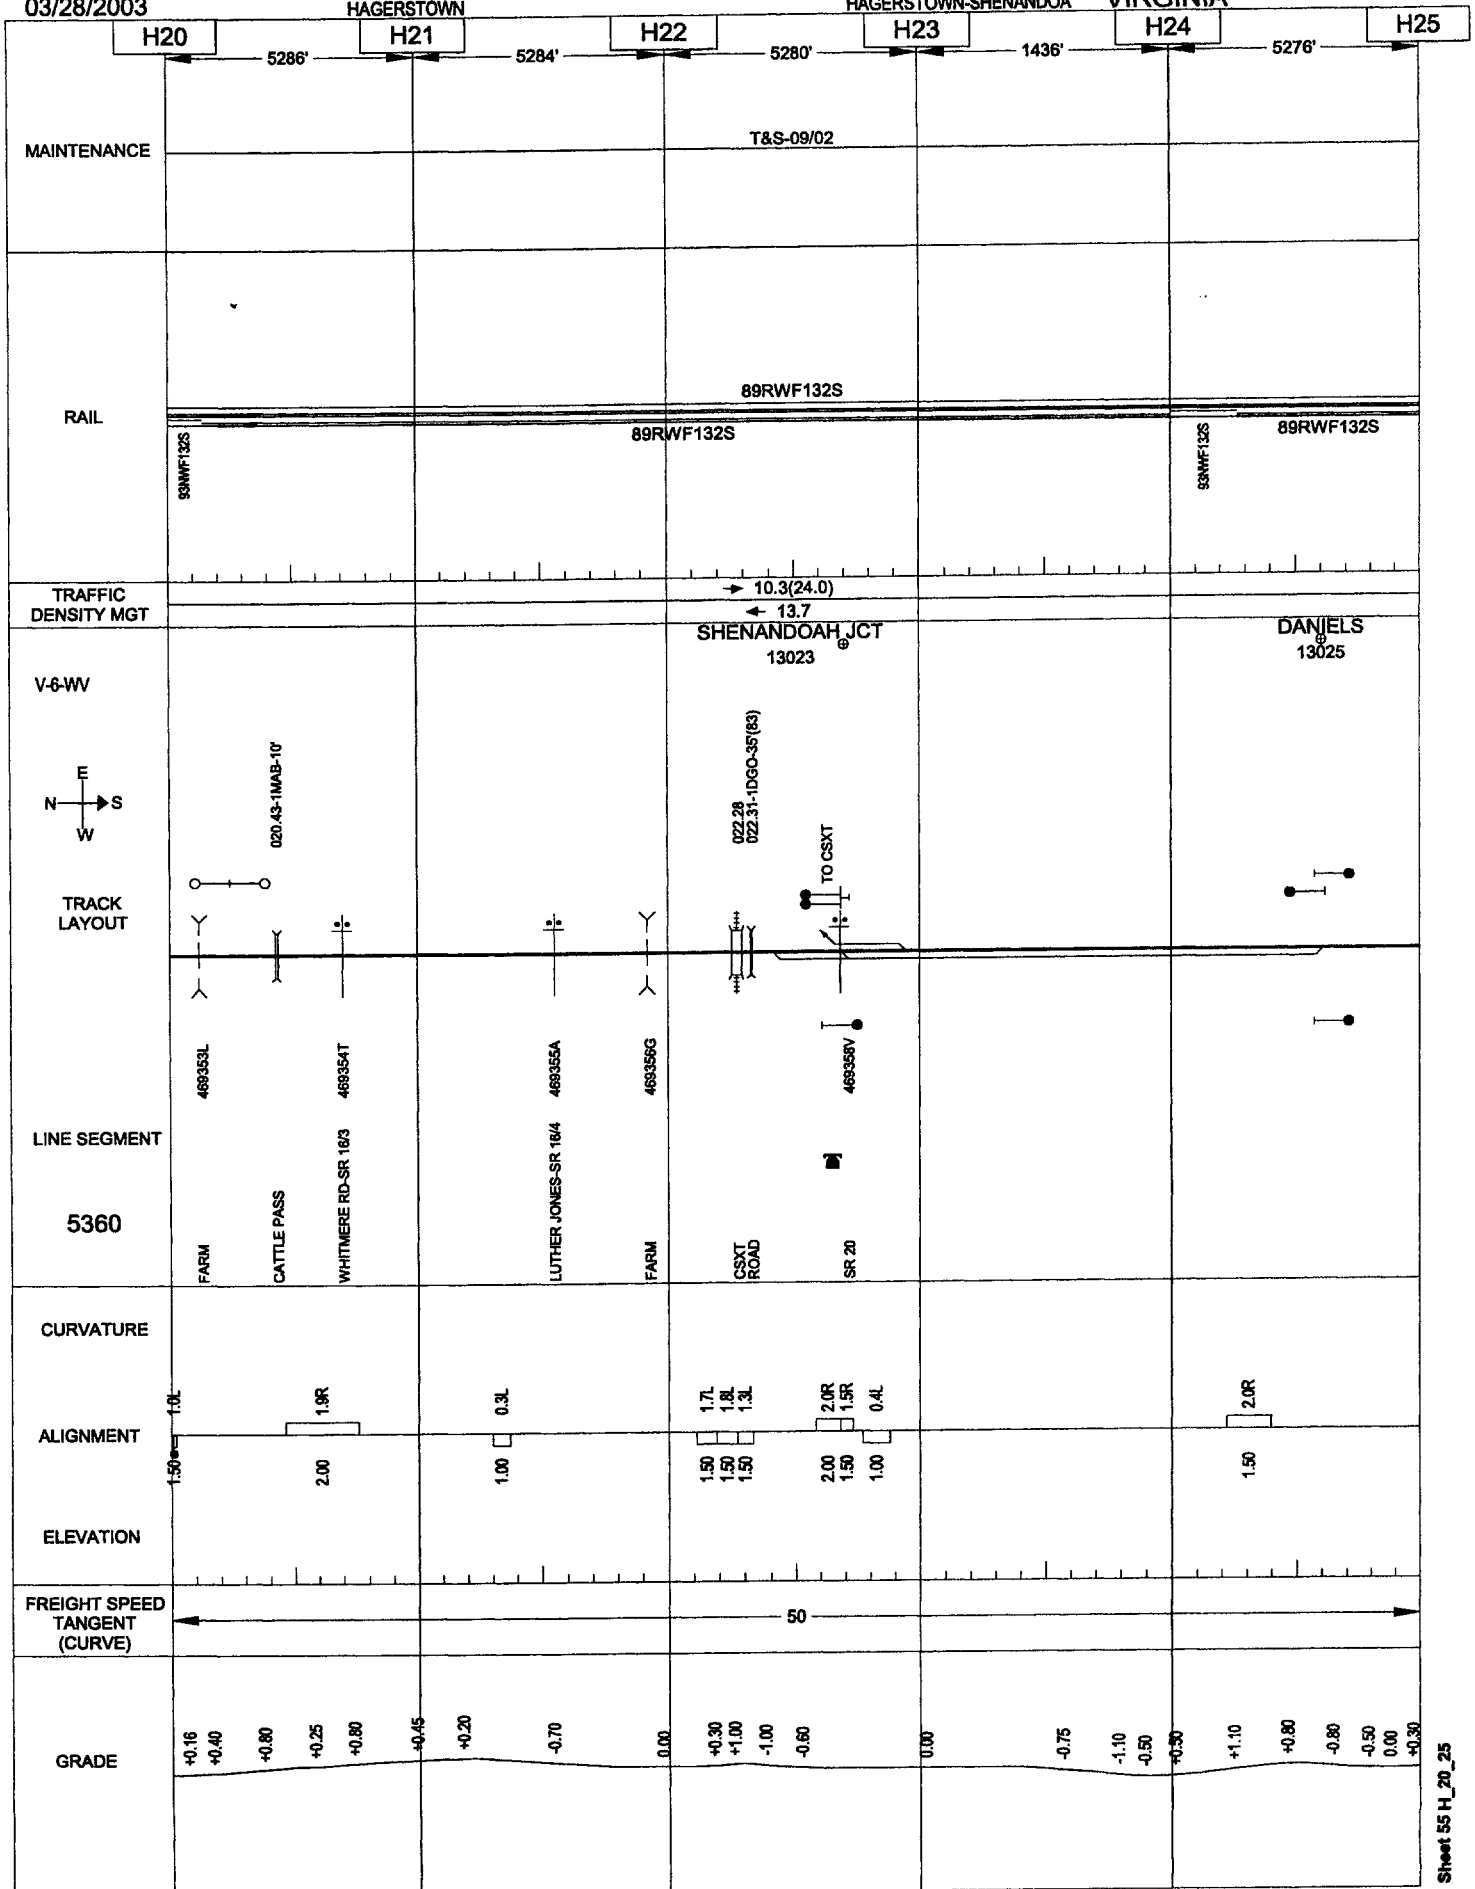 03/28/2003
HAGERSTOWN
HAGERSTOWN-SHENANDOA
VIRGINIA
H20
H21
H22
H23
H24
H25
5286'
5284'
5280'
1436'
5276'
MAINTENANCE
T&S-09/02
RAIL
89RWF132S
89RWF132S
89RWF132S
93NWF132S
93NWF132S
TRAFFIC
DENSITY MGT
10.3(24.0)
13.7
SHENANDOAH JCT
13023
DANIELS
13025
V-6-WV
E
N
S
W
020.43-1MAB-10'
022.28
022.31-1DGO-35'(83)
TO CSXT
TRACK
LAYOUT
469353L
469354T
469355A
469356G
469358V
LINE SEGMENT
5360
FARM
CATTLE PASS
WHITMERE RD-SR 16/3
LUTHER JONES-SR 16/4
FARM
CSXT
ROAD
SR 20
CURVATURE
1.0L
1.9R
0.3L
1.7L
1.8L
1.3L
2.0R
1.5R
0.4L
2.0R
ALIGNMENT
1.50
2.00
1.00
1.50
1.50
1.50
2.00
1.50
1.00
1.50
ELEVATION
FREIGHT SPEED
TANGENT
(CURVE)
50
GRADE
+0.16
+0.40
+0.80
+0.25
+0.80
+0.45
+0.20
-0.70
0.00
+0.30
+1.00
-1.00
-0.60
0.00
-0.75
-1.10
-0.50
+0.50
+1.10
+0.80
-0.80
-0.50
0.00
+0.30
Sheet 55 H_20_25